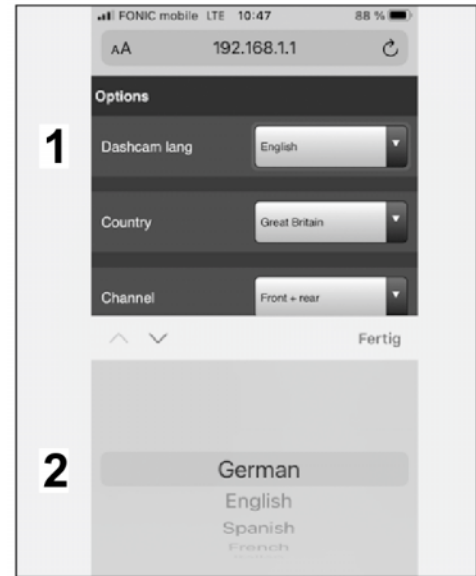 FONIC mobile LTE 10:47 88 %
AA 192.168.1.1
Options
1 Dashcam lang English
Country Great Britain
Channel Front + rear
Fertig
2 German
English
Spanish
French